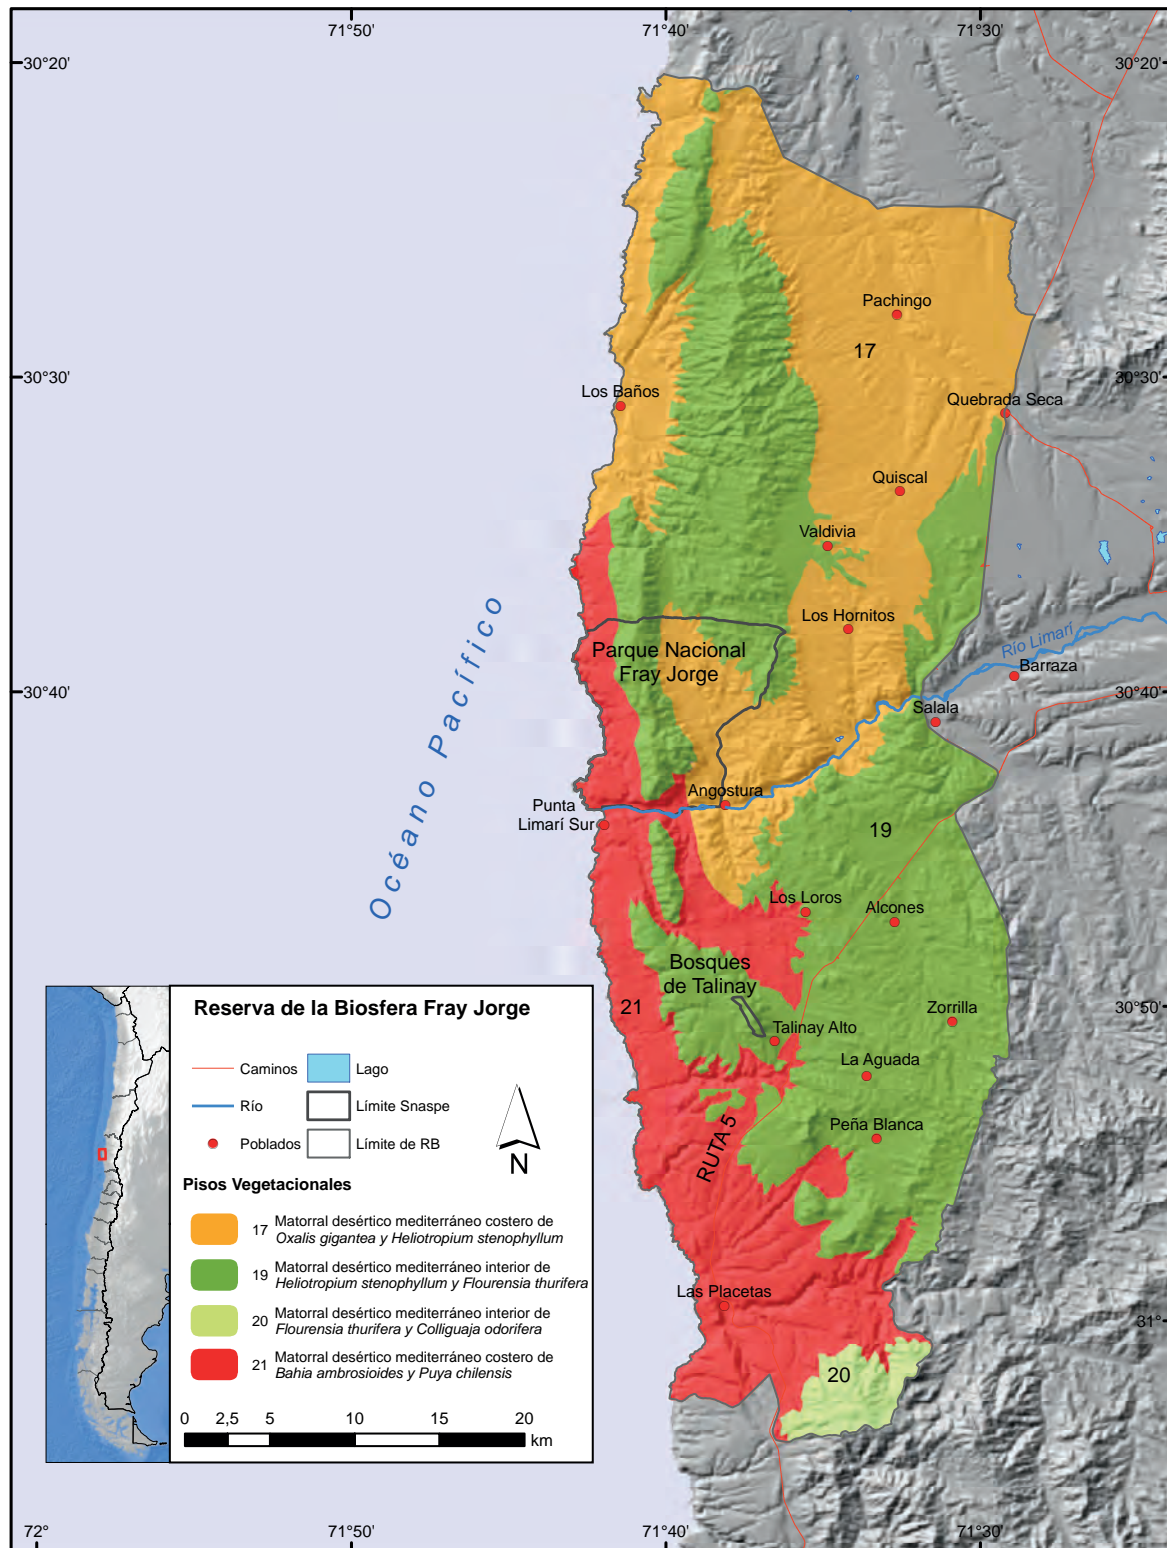 71°50'
71°40'
71°30'
30°20'
30°20'
Pachingo
17
30°30'
30°30'
Los Baños
Quebrada Seca
Quiscal
Valdivia
Los Hornitos
Río Limarí
Parque Nacional
Fray Jorge
Barraza
30°40'
30°40'
Salala
Océano Pacífico
Angostura
Punta
Limarí Sur
19
Los Loros
Alcones
Bosques
de Talinay
21
Zorrilla
30°50'
Talinay Alto
La Aguada
Peña Blanca
RUTA 5
Las Placetas
31°
20
Reserva de la Biosfera Fray Jorge
Caminos
Lago
Río
Límite Snaspe
Poblados
Límite de RB
N
Pisos Vegetacionales
17 Matorral desértico mediterráneo costero de
Oxalis gigantea y Heliotropium stenophyllum
19 Matorral desértico mediterráneo interior de
Heliotropium stenophyllum y Flourensia thurifera
20 Matorral desértico mediterráneo interior de
Flourensia thurifera y Colliguaja odorifera
21 Matorral desértico mediterráneo costero de
Bahia ambrosioides y Puya chilensis
0 2,5 5 10 15 20
km
72°
71°50'
71°40'
71°30'